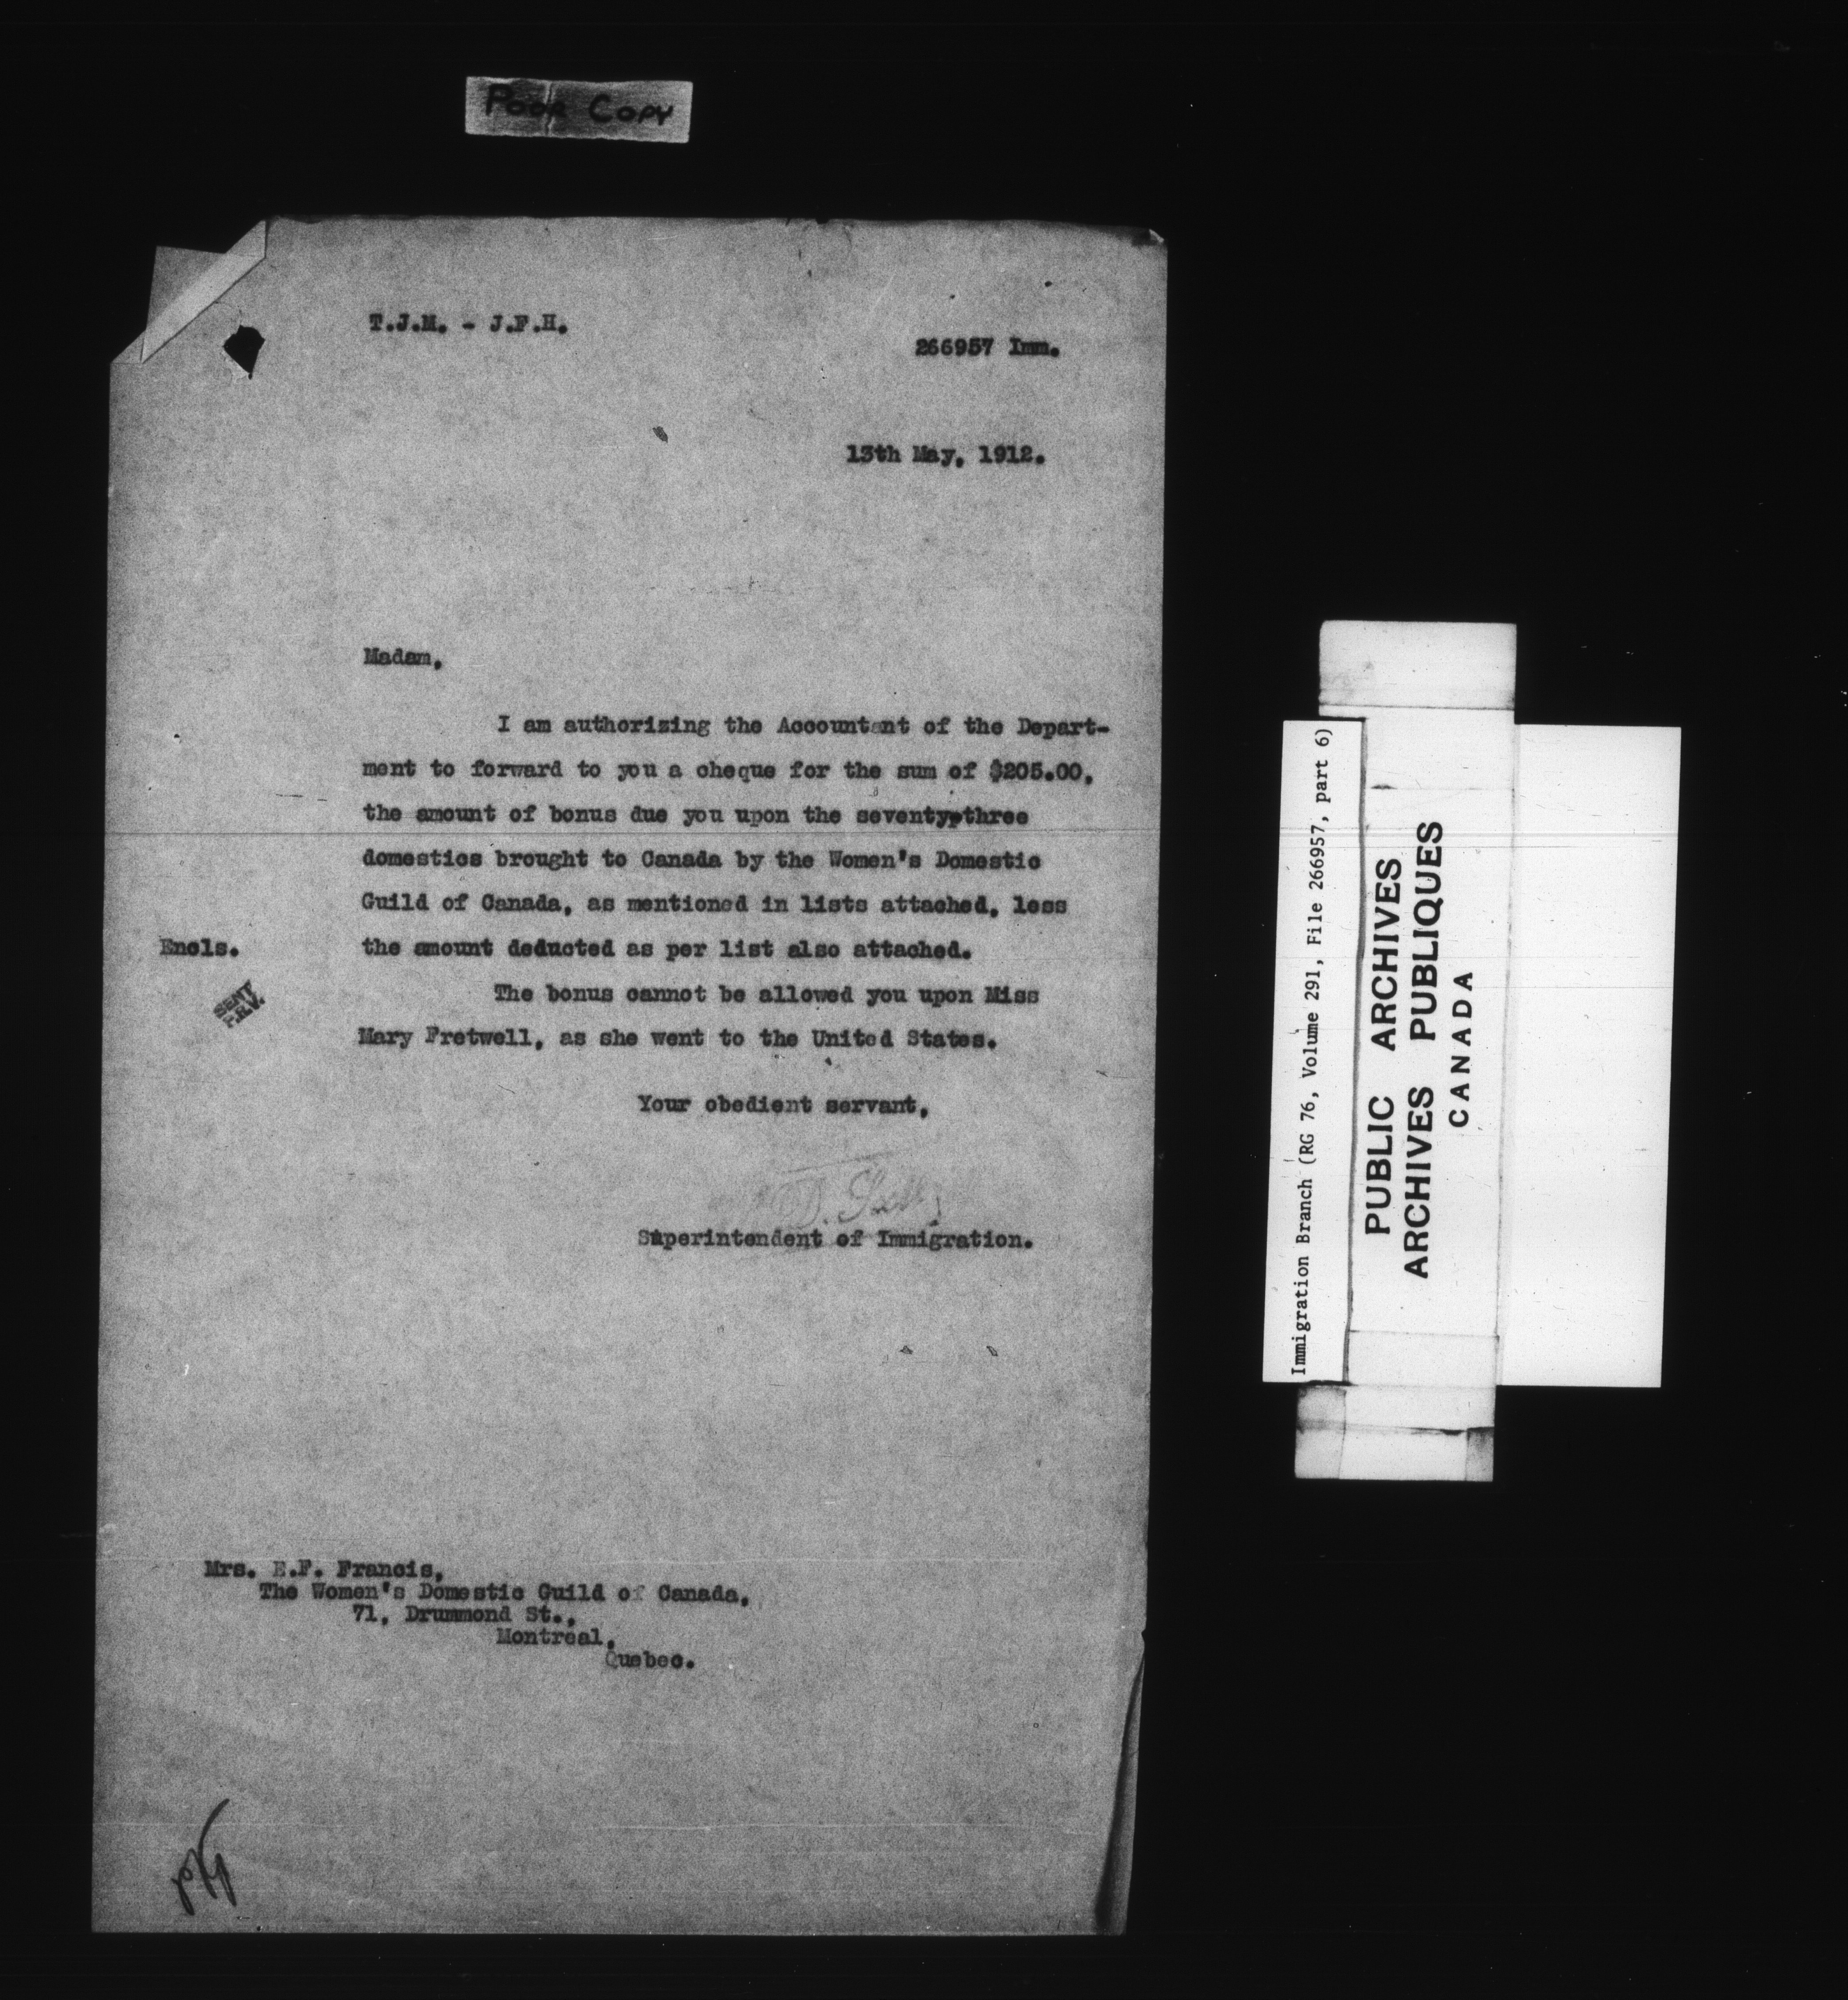 POOR COPY
T.J.M. - J.F.H.
266957 Imm.
13th May, 1912.
Madam,
I am authorizing the Accountant of the Depart-
ment to forward to you a cheque for the sum of $205.00,
the amount of bonus due you upon the seventy-three
domestics brought to Canada by the Women's Domestic
Guild of Canada, as mentioned in lists attached, less
Encls. the amount deducted as per list also attached.
SENT
F.R.V.
The bonus cannot be allowed you upon Miss
Mary Fretwell, as she went to the United States.
Your obedient servant,
Superintendent of Immigration.
Mrs. E.F. Francis,
The Women's Domestic Guild of Canada,
71, Drummond St.,
Montreal,
Quebec.
Immigration Branch (RG 76, Volume 291, File 266957, part 6)
PUBLIC ARCHIVES
ARCHIVES PUBLIQUES
CANADA